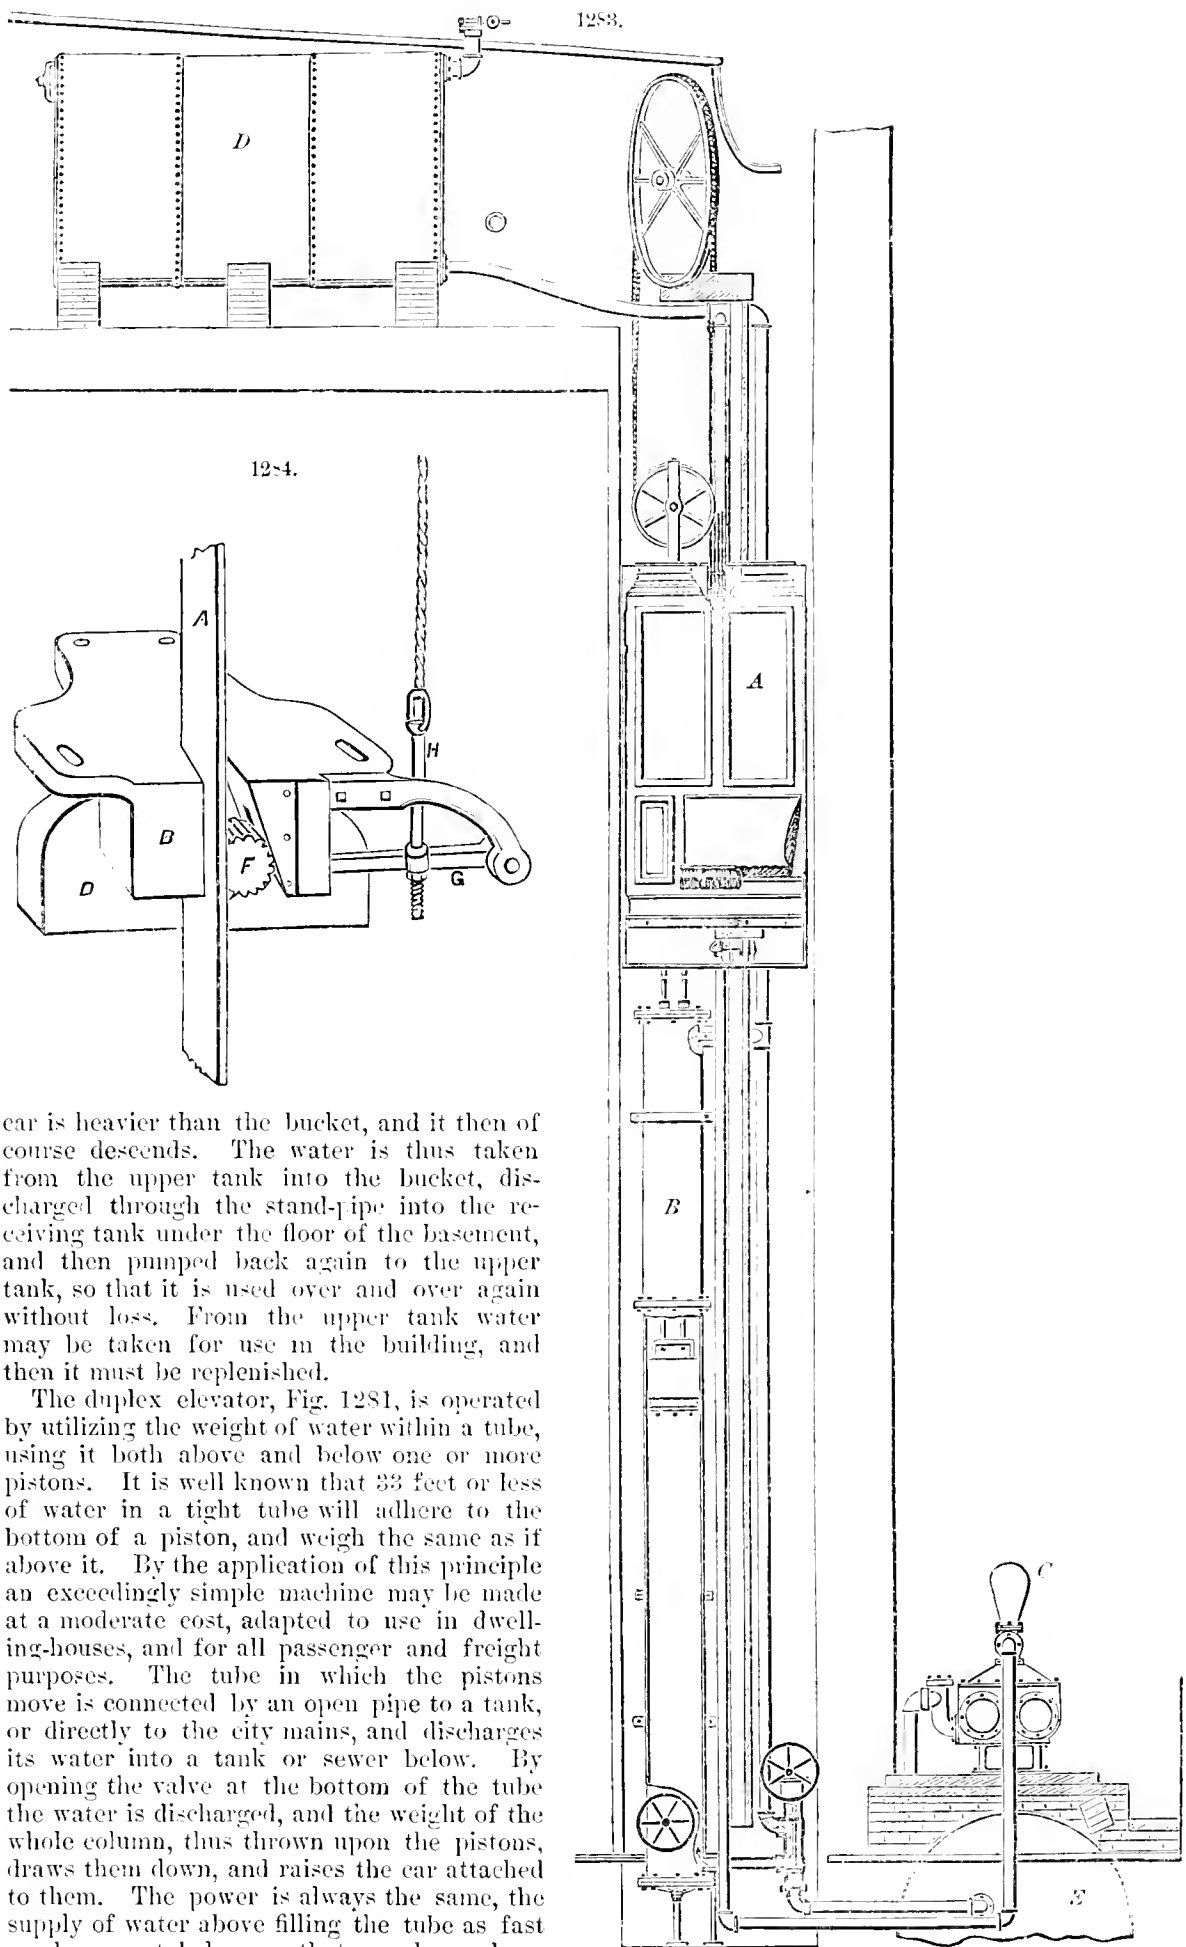 1283.
D
1284.
A
H
A
B
F
D
G
car is heavier than the bucket, and it then of
course descends. The water is thus taken
from the upper tank into the bucket, dis-
charged through the stand-pipe into the re-
ceiving tank under the floor of the basement,
and then pumped back again to the upper
tank, so that it is used over and over again
without loss. From the upper tank water
may be taken for use in the building, and
then it must be replenished.
The duplex elevator, Fig. 1281, is operated
by utilizing the weight of water within a tube,
using it both above and below one or more
pistons. It is well known that 33 feet or less
of water in a tight tube will adhere to the
bottom of a piston, and weigh the same as if
above it. By the application of this principle
an exceedingly simple machine may be made
at a moderate cost, adapted to use in dwell-
ing-houses, and for all passenger and freight
purposes. The tube in which the pistons
move is connected by an open pipe to a tank,
or directly to the city mains, and discharges
its water into a tank or sewer below. By
opening the valve at the bottom of the tube
the water is discharged, and the weight of the
whole column, thus thrown upon the pistons,
draws them down, and raises the car attached
to them. The power is always the same, the
supply of water above filling the tube as fast
B
C
E